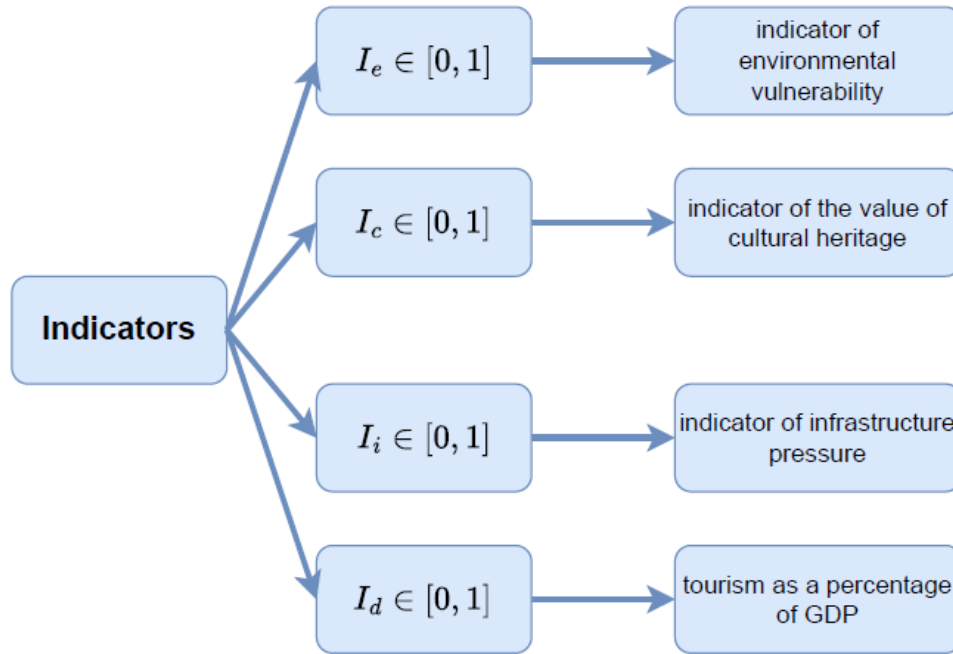 I_e ∈ [0, 1]
indicator of
environmental
vulnerability
I_c ∈ [0, 1]
indicator of the value of
cultural heritage
Indicators
I_i ∈ [0, 1]
indicator of infrastructure
pressure
I_d ∈ [0, 1]
tourism as a percentage
of GDP